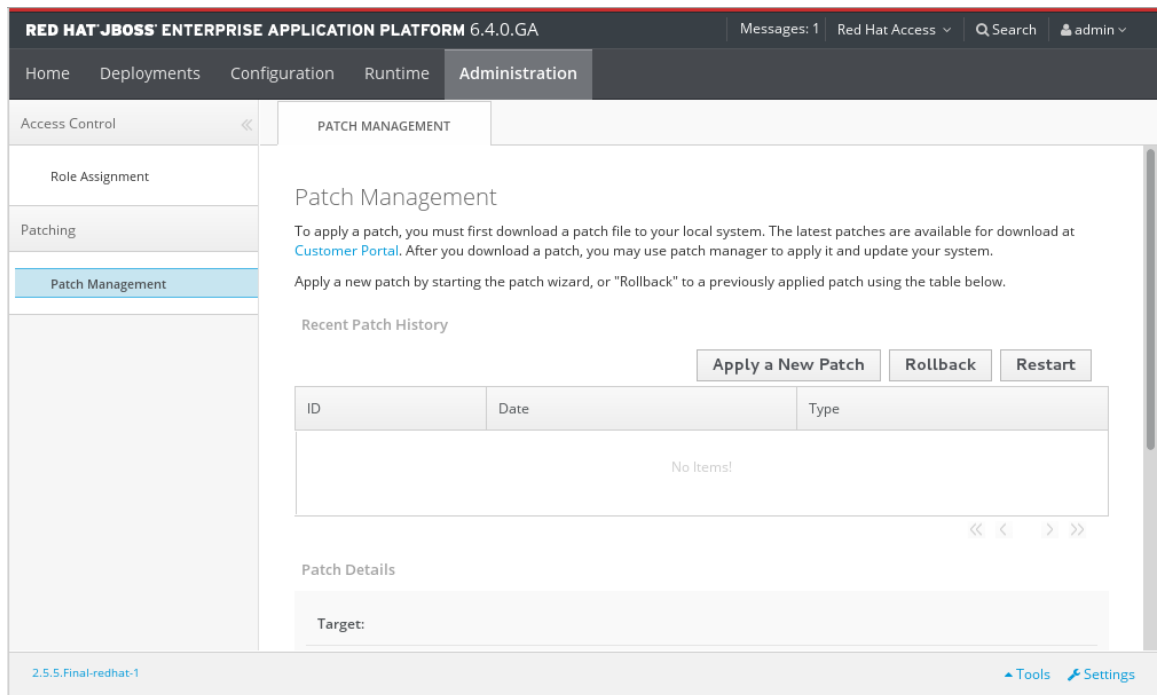 RED HAT JBOSS ENTERPRISE APPLICATION PLATFORM 6.4.0.GA Messages: 1 Red Hat Access Search admin
Home Deployments Configuration Runtime Administration
Access Control
PATCH MANAGEMENT
Role Assignment
Patching
Patch Management
Patch Management
To apply a patch, you must first download a patch file to your local system. The latest patches are available for download at
Customer Portal. After you download a patch, you may use patch manager to apply it and update your system.
Apply a new patch by starting the patch wizard, or "Rollback" to a previously applied patch using the table below.
Recent Patch History
Apply a New Patch Rollback Restart
ID Date Type
No Items!
Patch Details
Target:
2.5.5.Final-redhat-1 Tools Settings